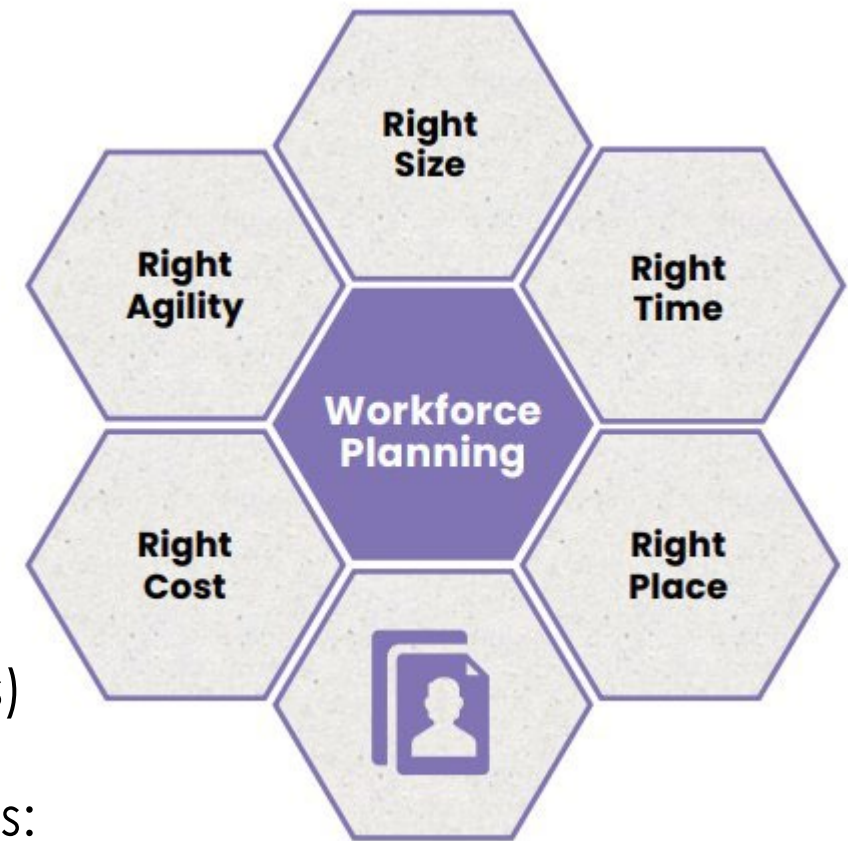 Right
Size
Right
Agility
Right
Time
Workforce
Planning
Right
Cost
Right
Place
s)
s: